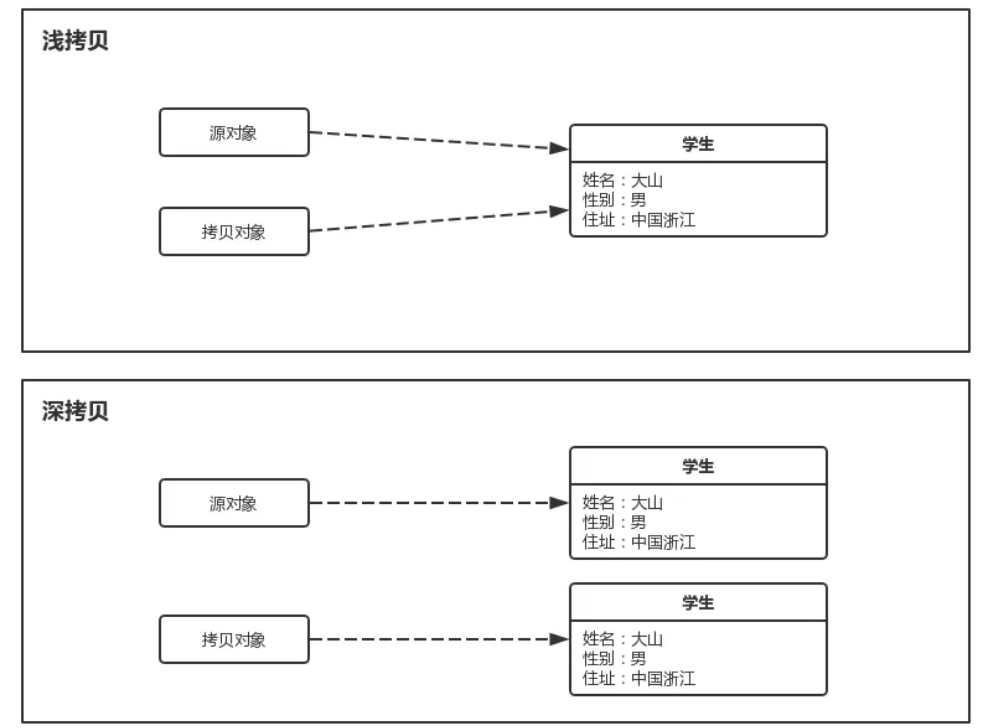 浅拷贝
源对象
学生
姓名：大山
性别：男
住址：中国浙江
拷贝对象
深拷贝
源对象
学生
姓名：大山
性别：男
住址：中国浙江
拷贝对象
学生
姓名：大山
性别：男
住址：中国浙江